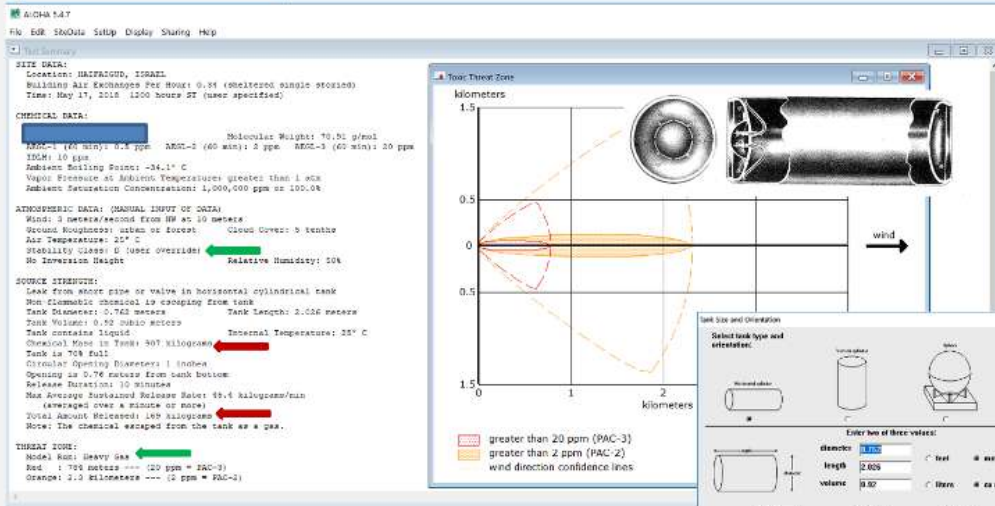 ALOHA 5.4.7
File Edit SiteData SetUp Display Sharing Help
Text Summary
SITE DATA:
Location: HAIFAIGUD, ISRAEL
Building Air Exchanges Per Hour: 0.34 (sheltered single storied)
Time: May 17, 2018 1200 hours ST (user specified)
CHEMICAL DATA:
Molecular Weight: 70.91 g/mol
AEGL-1 (60 min): 0.5 ppm AEGL-2 (60 min): 2 ppm AEGL-3 (60 min): 20 ppm
IDLH: 10 ppm
Ambient Boiling Point: -34.1° C
Vapor Pressure at Ambient Temperature: greater than 1 atm
Ambient Saturation Concentration: 1,000,000 ppm or 100.0%
ATMOSPHERIC DATA: (MANUAL INPUT OF DATA)
Wind: 3 meters/second from NW at 10 meters
Ground Roughness: urban or forest Cloud Cover: 5 tenths
Air Temperature: 25° C
Stability Class: D (user override)
No Inversion Height Relative Humidity: 50%
SOURCE STRENGTH:
Leak from short pipe or valve in horizontal cylindrical tank
Non-flammable chemical is escaping from tank
Tank Diameter: 0.762 meters Tank Length: 2.026 meters
Tank Volume: 0.92 cubic meters
Tank contains liquid Internal Temperature: 25° C
Chemical Mass in Tank: 907 kilograms
Tank is 70% full
Circular Opening Diameter: 1 inches
Opening is 0.76 meters from tank bottom
Release Duration: 10 minutes
Max Average Sustained Release Rate: kilograms/min
(averaged over a minute or more)
Total Amount Released: 169 kilograms
Note: The chemical escaped from the tank as a gas.
THREAT ZONE:
Model Run: Heavy Gas
Red : meters --- (20 ppm = PAC-3)
Orange: 2.3 kilometers --- (2 ppm = PAC-2)
Toxic Threat Zone
kilometers
1.5
0.5
0
0.5
1.5
0 1 2
kilometers
wind
greater than 20 ppm (PAC-3)
greater than 2 ppm (PAC-2)
wind direction confidence lines
Tank Size and Orientation
Select tank type and
orientation:
Horizontal cylinder
Vertical cylinder
Sphere
Enter two of three values:
diameter 0.762 feet
length 2.026
volume 0.92 liters